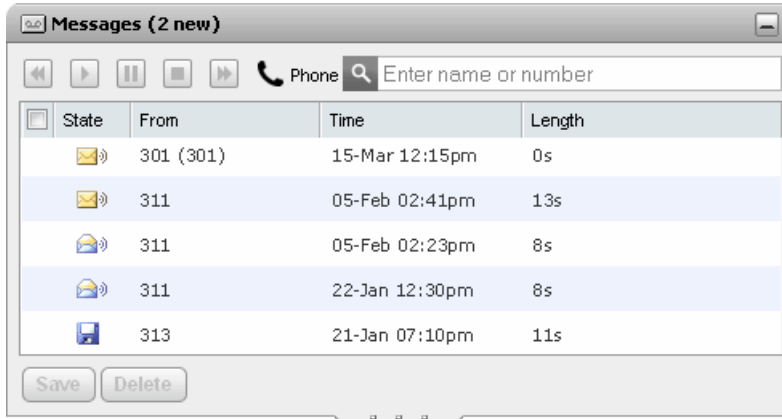 Messages (2 new)
Phone Enter name or number
State From Time Length
301 (301) 15-Mar 12:15pm 0s
311 05-Feb 02:41pm 13s
311 05-Feb 02:23pm 8s
311 22-Jan 12:30pm 8s
313 21-Jan 07:10pm 11s
Save Delete